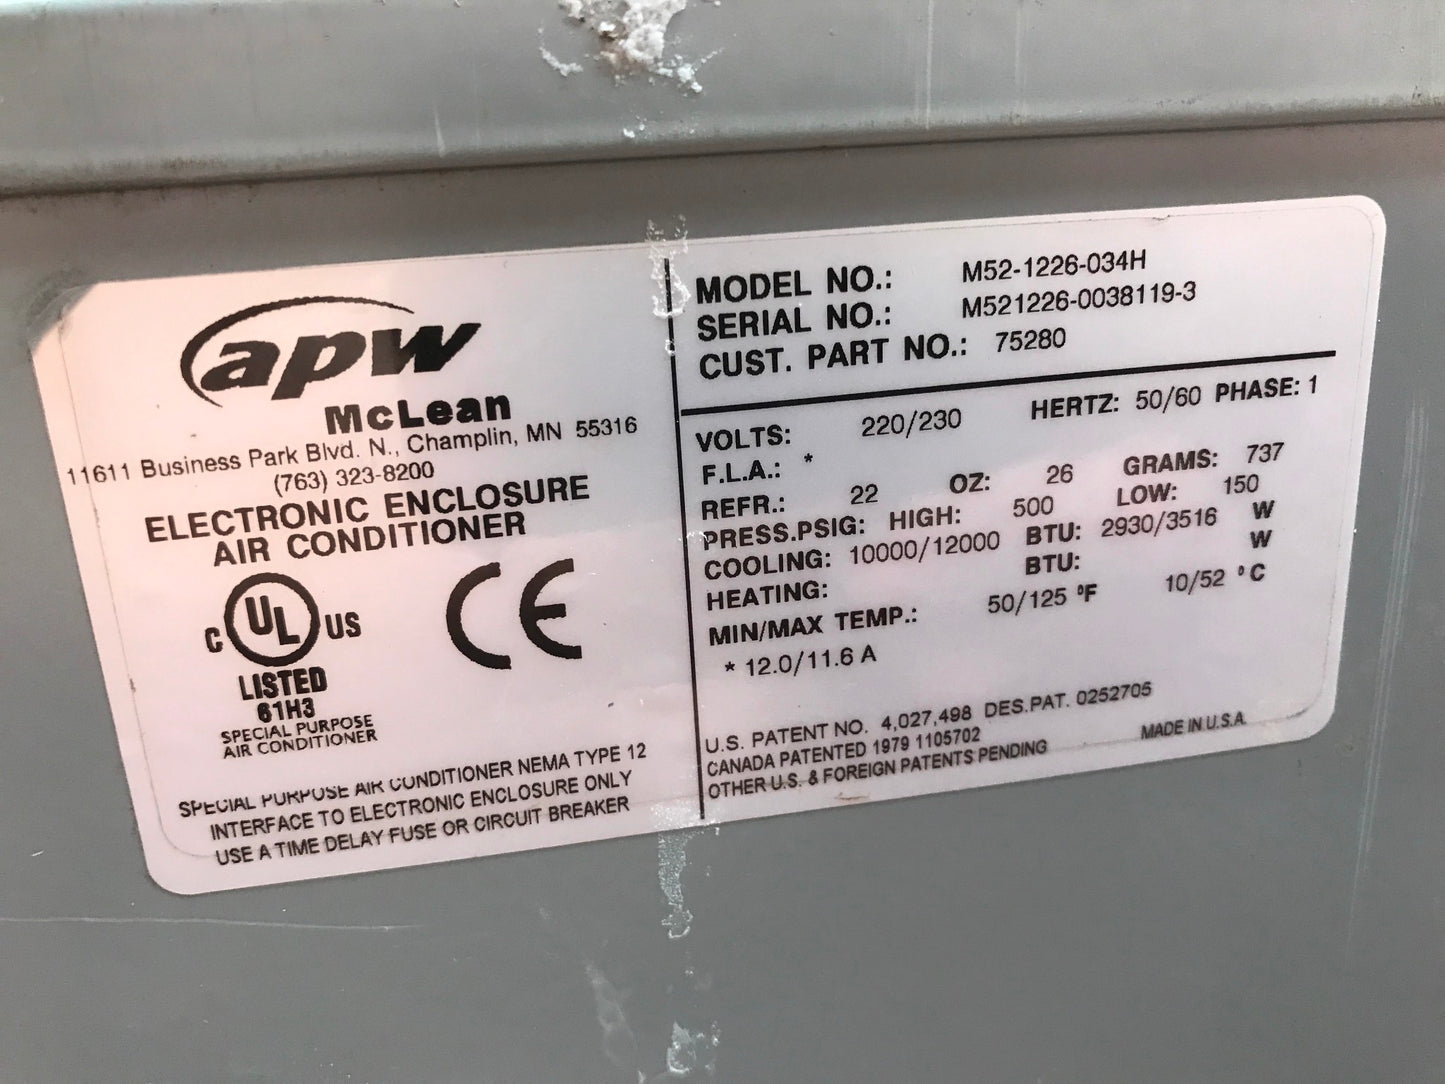 apw
McLean
11611 Business Park Blvd. N., Champlin, MN 55316
(763) 323-8200
ELECTRONIC ENCLOSURE
AIR CONDITIONER
C UL US
CE
LISTED
61H3
SPECIAL PURPOSE
AIR CONDITIONER
SPECIAL PURPOSE AIR CONDITIONER NEMA TYPE 12
INTERFACE TO ELECTRONIC ENCLOSURE ONLY
USE A TIME DELAY FUSE OR CIRCUIT BREAKER
MODEL NO.: M52-1226-034H
SERIAL NO.: M521226-0038119-3
CUST. PART NO.: 75280
VOLTS: 220/230 HERTZ: 50/60 PHASE: 1
F.L.A.: *
REFR.: 22 OZ: 26 GRAMS: 737
PRESS.PSIG: HIGH: 500 LOW: 150
COOLING: 10000/12000 BTU: 2930/3516 W
HEATING: BTU: W
MIN/MAX TEMP.: 50/125 °F 10/52 °C
* 12.0/11.6 A
U.S. PATENT NO. 4,027,498 DES.PAT. 0252705
CANADA PATENTED 1979 1105702
OTHER U.S. & FOREIGN PATENTS PENDING
MADE IN U.S.A.